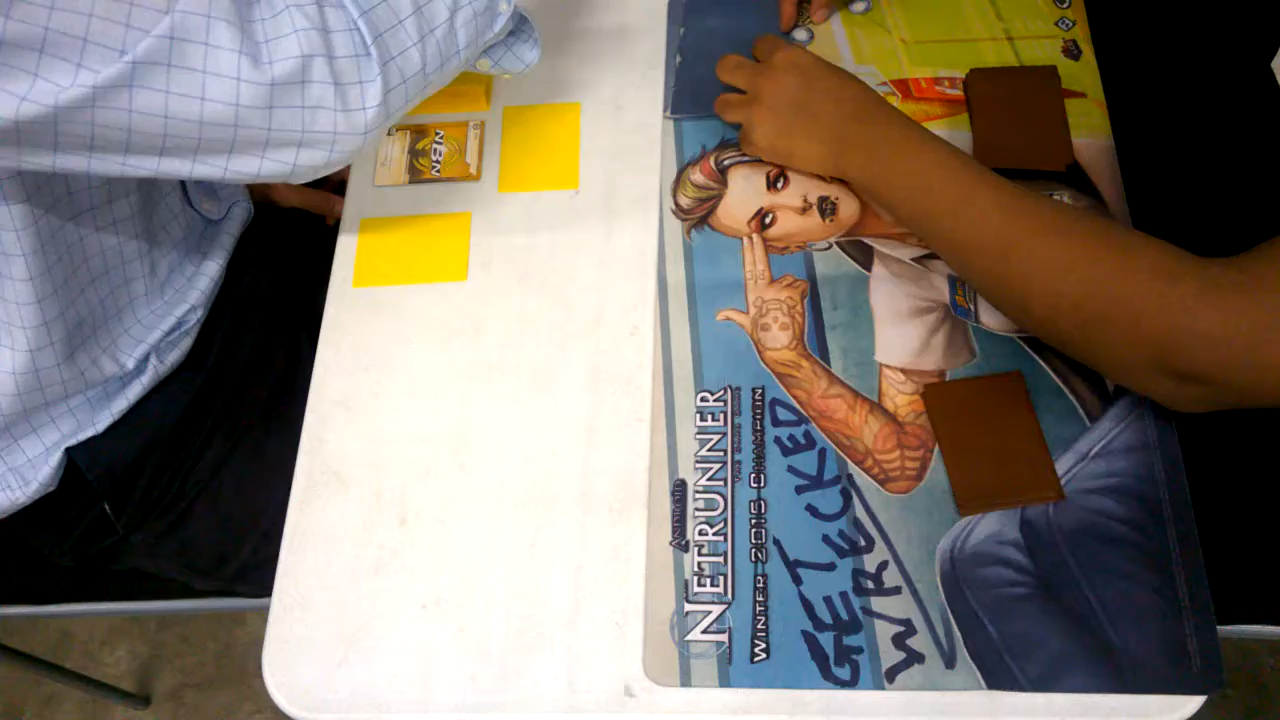 NBN
ANDROID
NETRUNNER
WINTER 2015 CHAMPION
GET
WRECKED